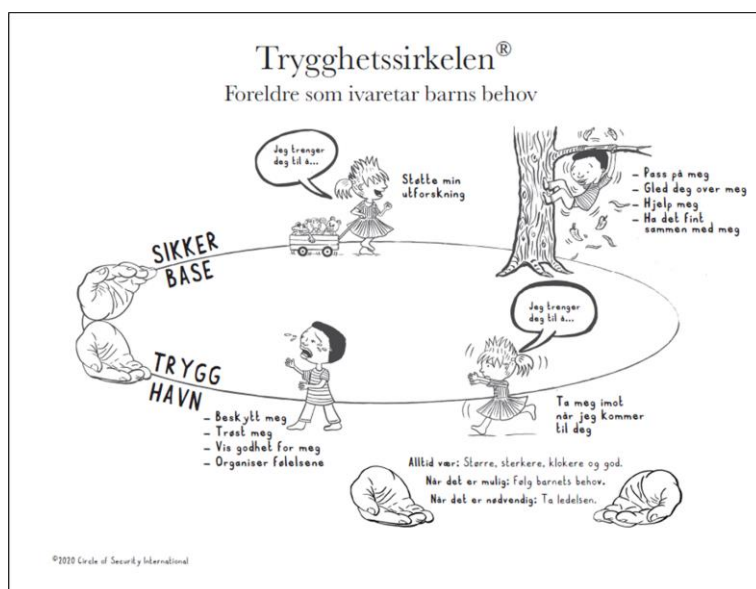 Trygghetssirkelen®
Foreldre som ivaretar barns behov
Jeg trenger
deg til å...
Støtte min
utforskning
- Pass på meg
- Gled deg over meg
- Hjelp meg
- Ha det fint
sammen med meg
SIKKER
BASE
Jeg trenger
deg til å...
TRYGG
HAVN
- Beskytt meg
- Trøst meg
- Vis godhet for meg
- Organiser følelsene
Ta meg imot
når jeg kommer
til deg
Alltid vær: Større, sterkere, klokere og god.
Når det er mulig: Følg barnets behov.
Når det er nødvendig: Ta ledelsen.
©2020 Circle of Security International